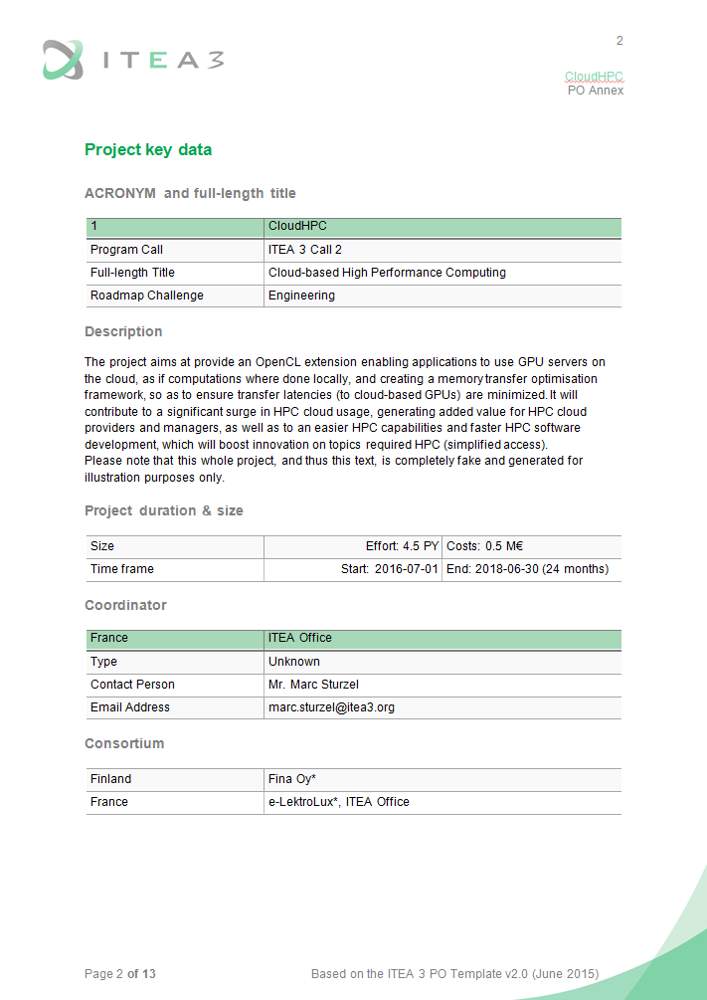 2
ITEA3
CloudHPC
PO Annex
Project key data
ACRONYM and full-length title
1 CloudHPC
Program Call ITEA 3 Call 2
Full-length Title Cloud-based High Performance Computing
Roadmap Challenge Engineering
Description
The project aims at provide an OpenCL extension enabling applications to use GPU servers on
the cloud, as if computations where done locally, and creating a memory transfer optimisation
framework, so as to ensure transfer latencies (to cloud-based GPUs) are minimized. It will
contribute to a significant surge in HPC cloud usage, generating added value for HPC cloud
providers and managers, as well as to an easier HPC capabilities and faster HPC software
development, which will boost innovation on topics required HPC (simplified access).
Please note that this whole project, and thus this text, is completely fake and generated for
illustration purposes only.
Project duration & size
Size Effort: 4.5 PY Costs: 0.5 M€
Time frame Start: 2016-07-01 End: 2018-06-30 (24 months)
Coordinator
France ITEA Office
Type Unknown
Contact Person Mr. Marc Sturzel
Email Address marc.sturzel@itea3.org
Consortium
Finland Fina Oy*
France e-LektroLux*, ITEA Office
Page 2 of 13 Based on the ITEA 3 PO Template v2.0 (June 2015)